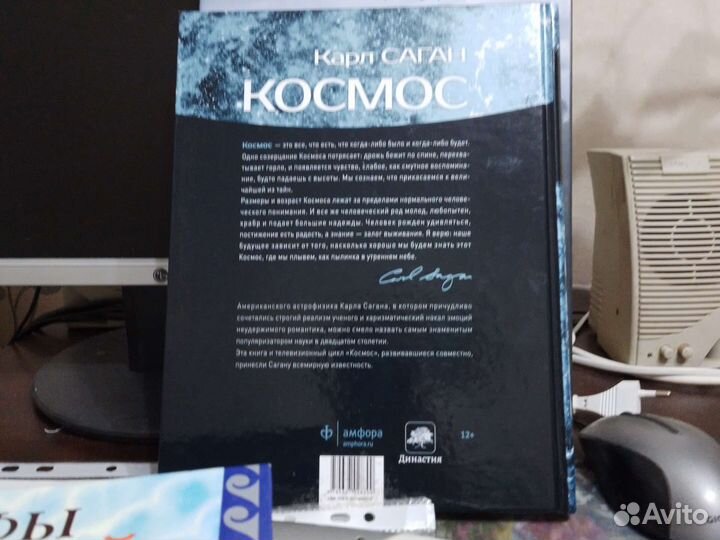 Карл САГАН
КОСМОС
Космос — это все, что есть, что когда-либо было и когда-либо будет.
Одно созерцание Космоса потрясает: дрожь бежит по спине, перехва-
тывает горло, и появляется чувство, слабое, как смутное воспомина-
ние, будто падаешь с высоты. Мы сознаем, что прикасаемся к вели-
чайшей из тайн.
Размеры и возраст Космоса лежат за пределами нормального челове-
ческого понимания. И все же человеческий род молод, любопытен,
храбр и подает большие надежды. Человек рожден удивляться,
постижение есть радость, а знание — залог выживания. Я верю: наше
будущее зависит от того, насколько хорошо мы будем знать этот
Космос, где мы плывем, как пылинка в утреннем небе.
Carl Sagan
Американского астрофизика Карла Сагана, в котором причудливо
сочетались строгий реализм ученого и харизматический накал эмоций
неудержимого романтика, можно смело назвать самым знаменитым
популяризатором науки в двадцатом столетии.
Эта книга и телевизионный цикл «Космос», развивавшиеся совместно,
принесли Сагану всемирную известность.
амфора
amphora.ru
Династия
12+
Avito